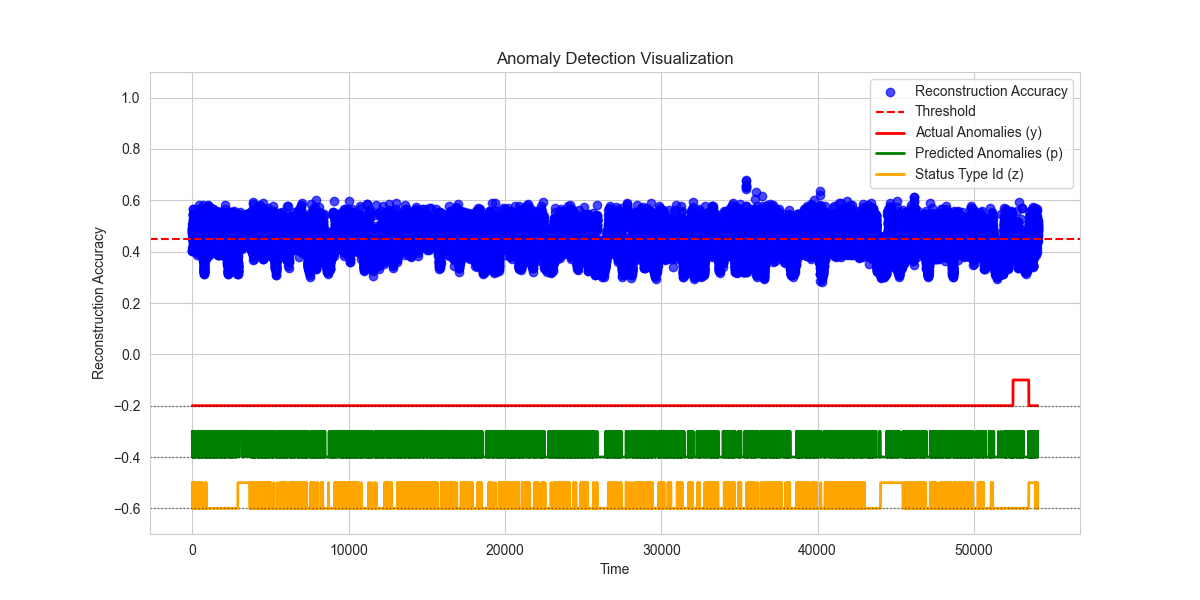 Anomaly Detection Visualization
Reconstruction Accuracy
Threshold
Actual Anomalies (y)
Predicted Anomalies (p)
Status Type Id (z)
Reconstruction Accuracy
1.0
0.8
0.6
0.4
0.2
0.0
−0.2
−0.4
−0.6
0 10000 20000 30000 40000 50000
Time